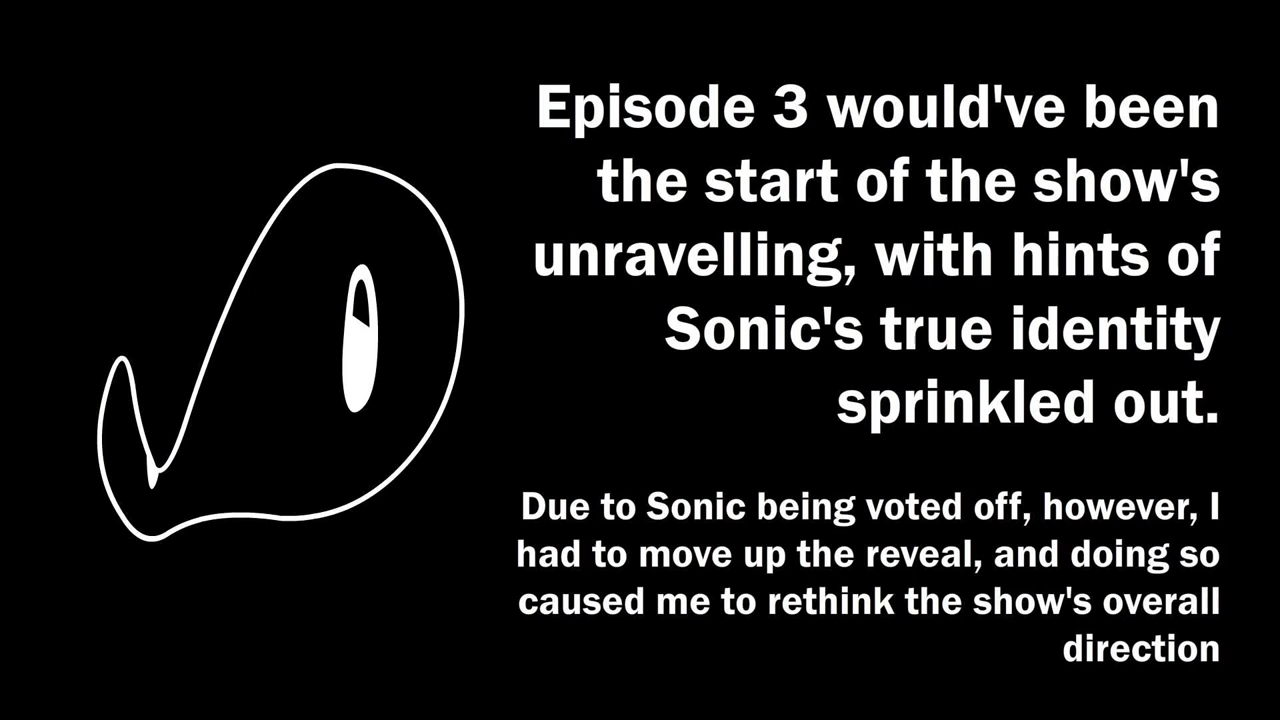 Episode 3 would've been
the start of the show's
unravelling, with hints of
Sonic's true identity
sprinkled out.
Due to Sonic being voted off, however, I
had to move up the reveal, and doing so
caused me to rethink the show's overall
direction